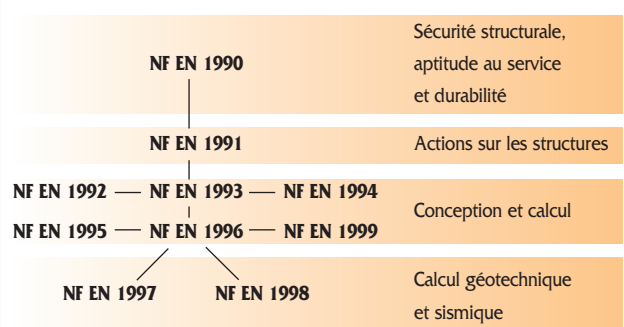 Sécurité structurale,
NF EN 1990 aptitude au service
et durabilité
NF EN 1991 Actions sur les structures
NF EN 1992 NF EN 1993 NF EN 1994
Conception et calcul
NF EN 1995 NF EN 1996 NF EN 1999
Calcul géotechnique
NF EN 1997 NF EN 1998
et sismique